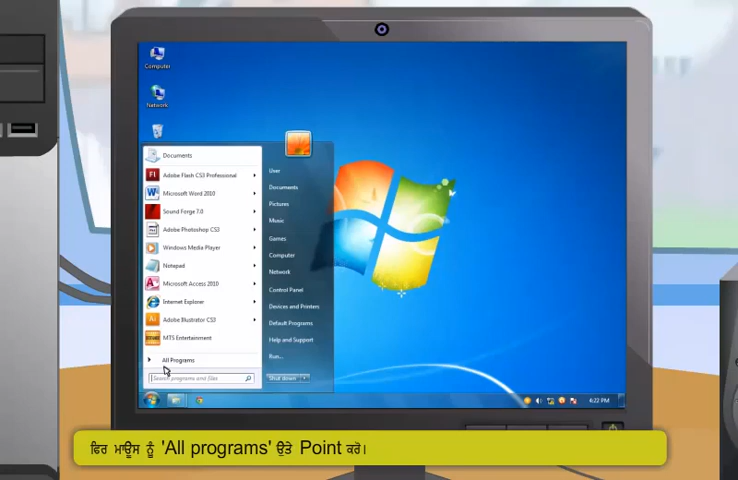 Computer
Network
Documents
Adobe Flash CS3 Professional
Microsoft Word 2010
Sound Forge 7.0
Adobe Photoshop CS3
Windows Media Player
Notepad
Microsoft Access 2010
Internet Explorer
Adobe Illustrator CS3
MTS Entertainment
All Programs
Search programs and files
User
Documents
Pictures
Music
Games
Computer
Network
Control Panel
Devices and Printers
Default Programs
Help and Support
Run...
Shut down
6:22 PM
ਫਿਰ ਮਾਊਸ ਨੂੰ 'All programs' ਉਤੇ Point ਕਰੋ।